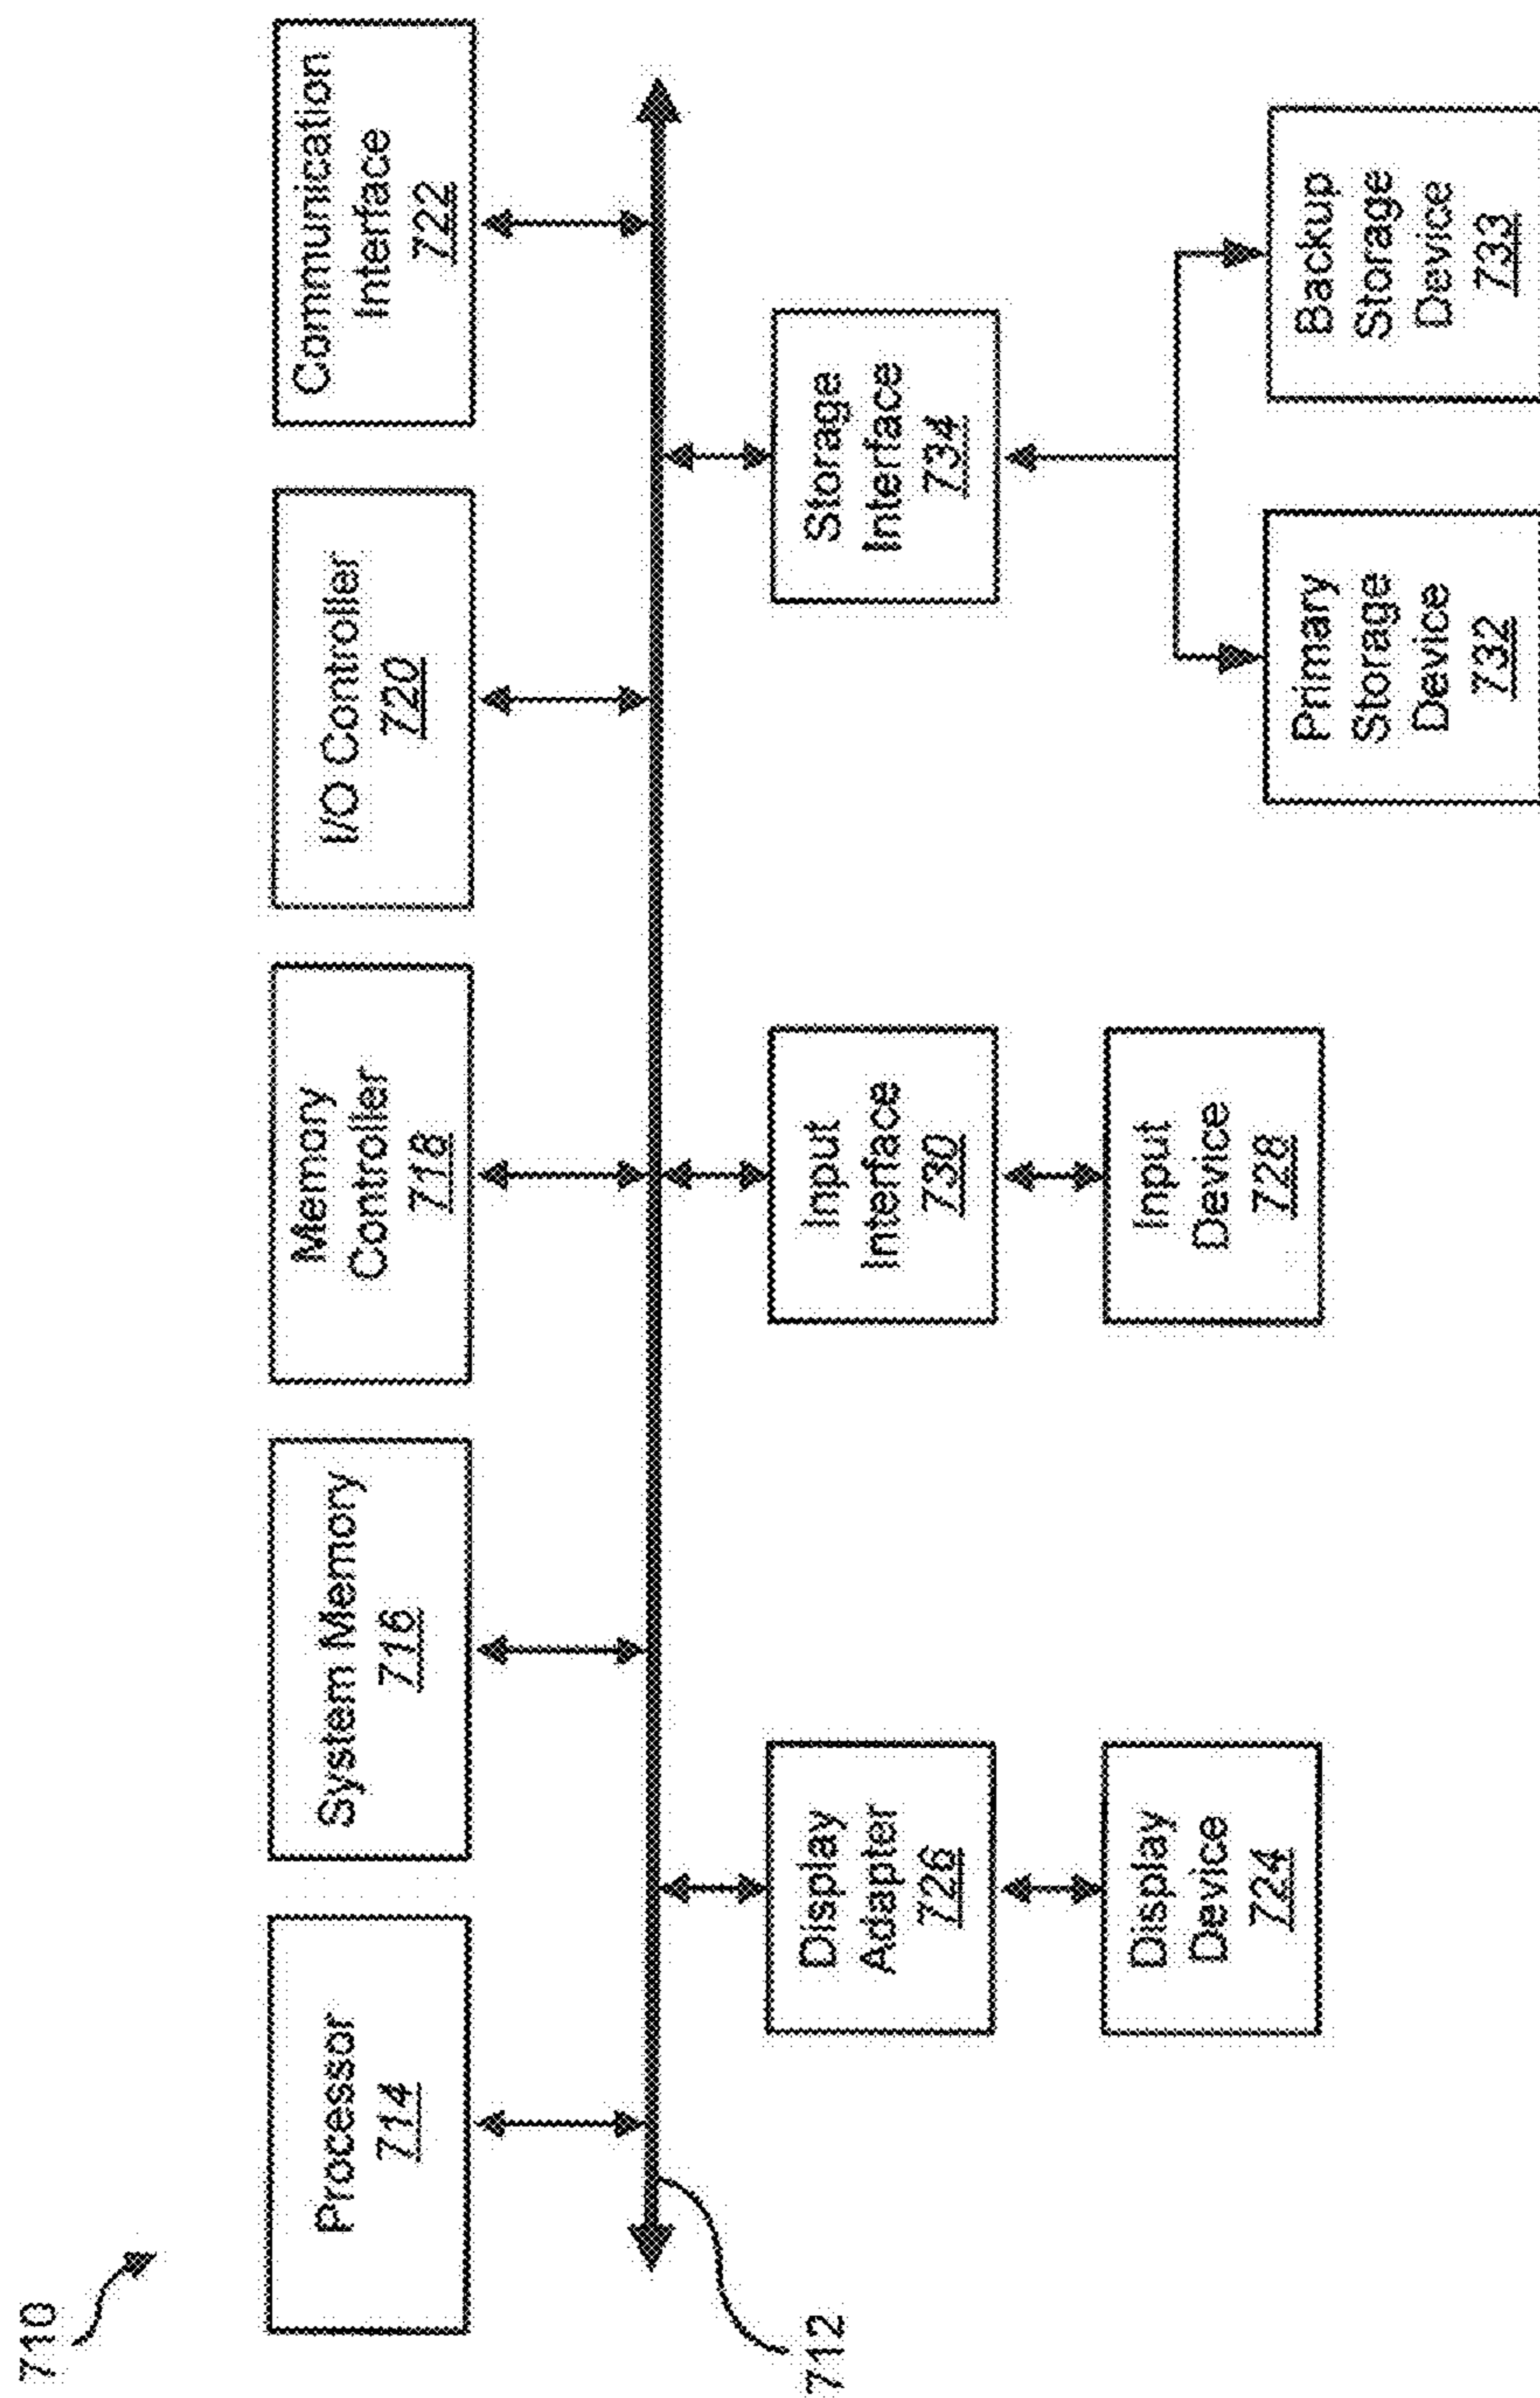 710
Processor
714
System Memory
716
Memory
Controller
718
I/O Controller
720
Communication
Interface
722
712
Display
Adapter
726
Input
Interface
730
Storage
Interface
734
Display
Device
724
Input
Device
728
Primary
Storage
Device
732
Backup
Storage
Device
733